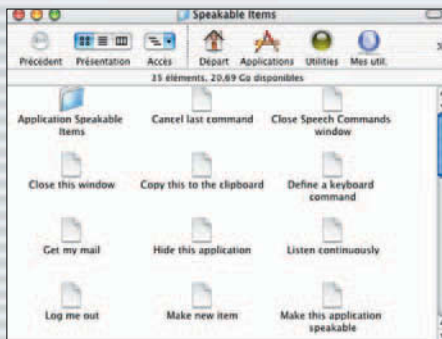 Speakable Items
Précédent Présentation Accès Départ Applications Utilities Mes util.
35 éléments, 20,69 Go disponibles
Application Speakable Items
Cancel last command
Close Speech Commands window
Close this window
Copy this to the clipboard
Define a keyboard command
Get my mail
Hide this application
Listen continuously
Log me out
Make new item
Make this application speakable